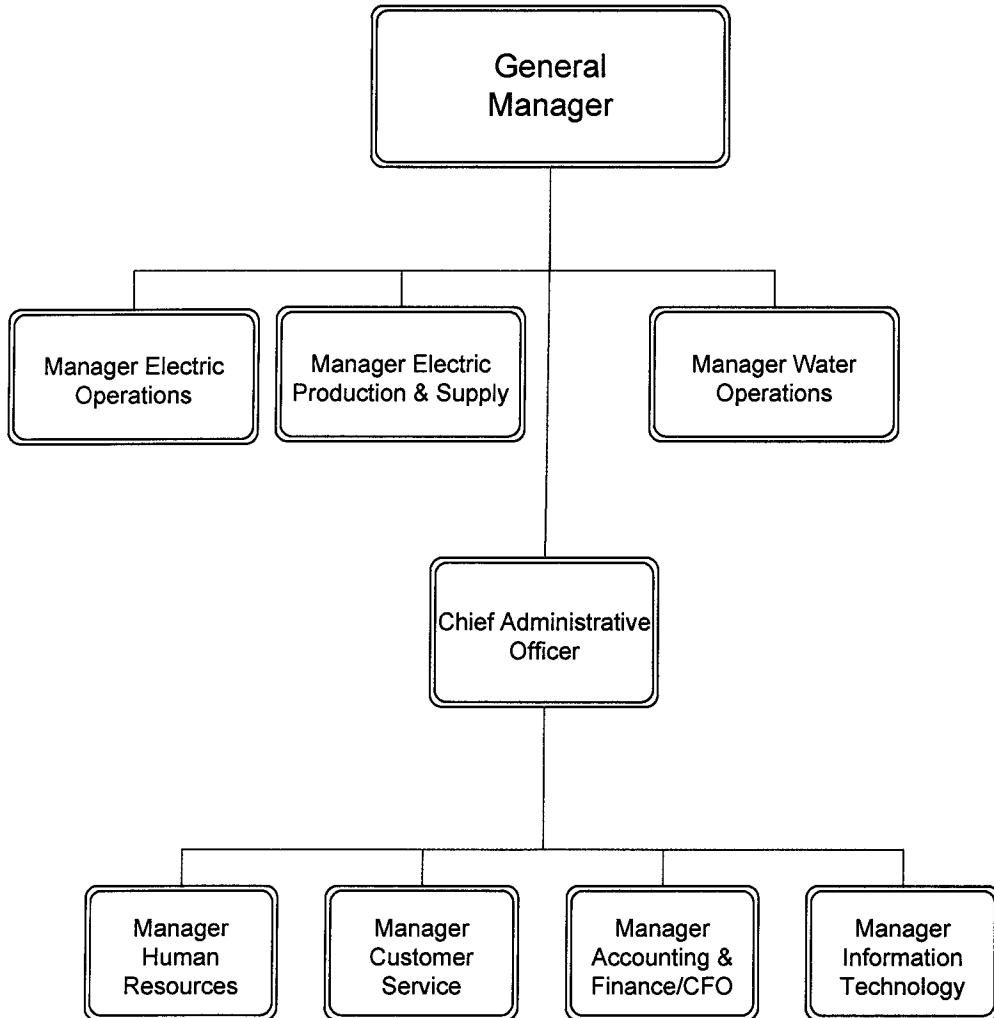 General
Manager
Manager Electric
Operations
Manager Electric
Production & Supply
Manager Water
Operations
Chief Administrative
Officer
Manager
Human
Resources
Manager
Customer
Service
Manager
Accounting &
Finance/CFO
Manager
Information
Technology